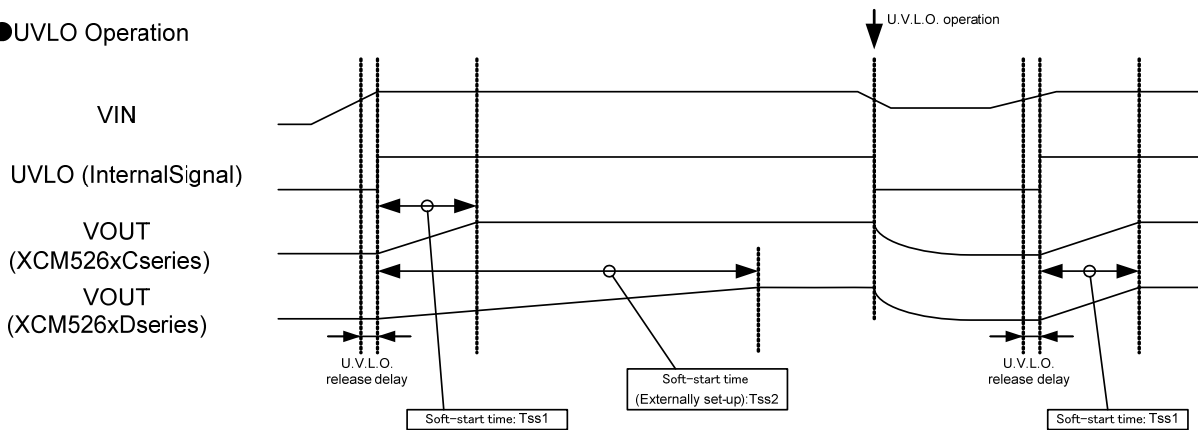 ●UVLO Operation
U.V.L.O. operation
VIN
UVLO (InternalSignal)
VOUT
(XCM526xCseries)
VOUT
(XCM526xDseries)
U.V.L.O.
release delay
U.V.L.O.
release delay
Soft-start time
(Externally set-up):Tss2
Soft-start time: Tss1
Soft-start time: Tss1